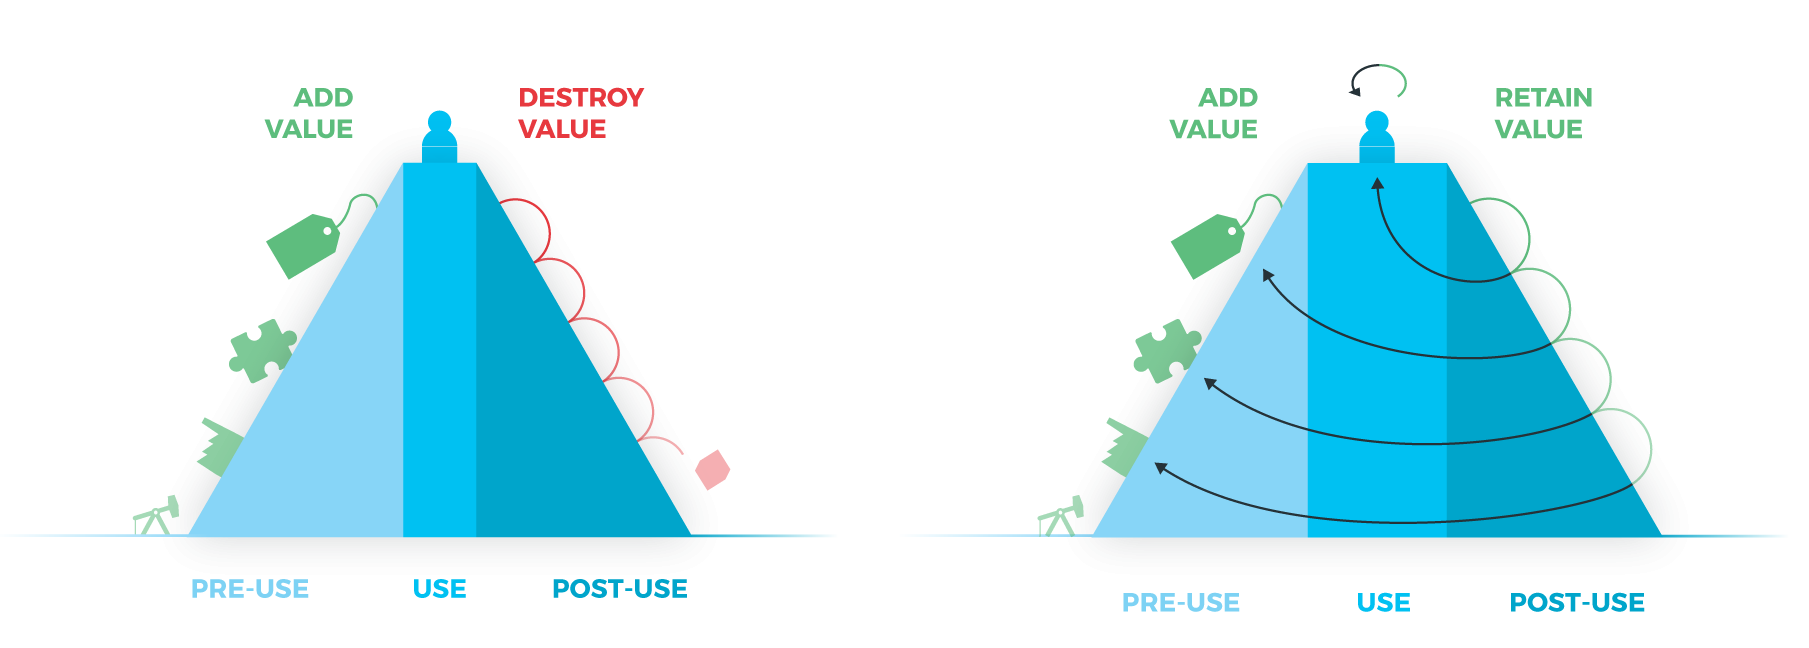 ADD
VALUE
DESTROY
VALUE
PRE-USE
USE
POST-USE
ADD
VALUE
RETAIN
VALUE
PRE-USE
USE
POST-USE